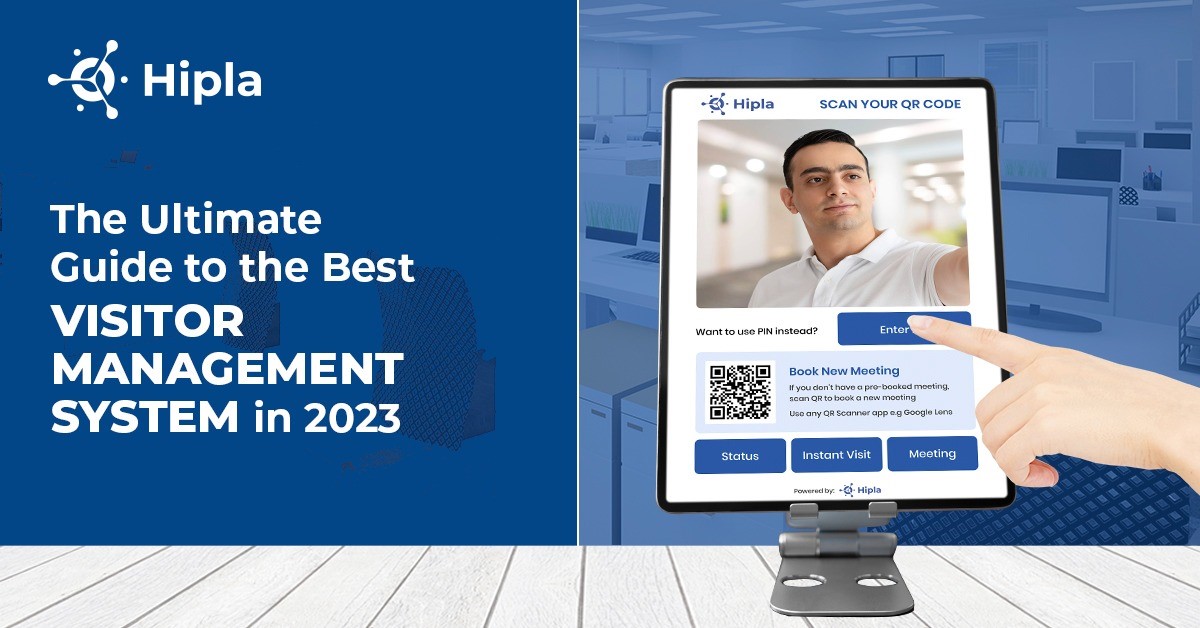 Hipla
The Ultimate
Guide to the Best
VISITOR
MANAGEMENT
SYSTEM in 2023
Hipla
SCAN YOUR QR CODE
Want to use PIN instead?
Enter
Book New Meeting
If you don't have a pre-booked meeting,
scan QR to book a new meeting
Use any QR Scanner app e.g Google Lens
Status
Instant Visit
Meeting
Powered by:
Hipla